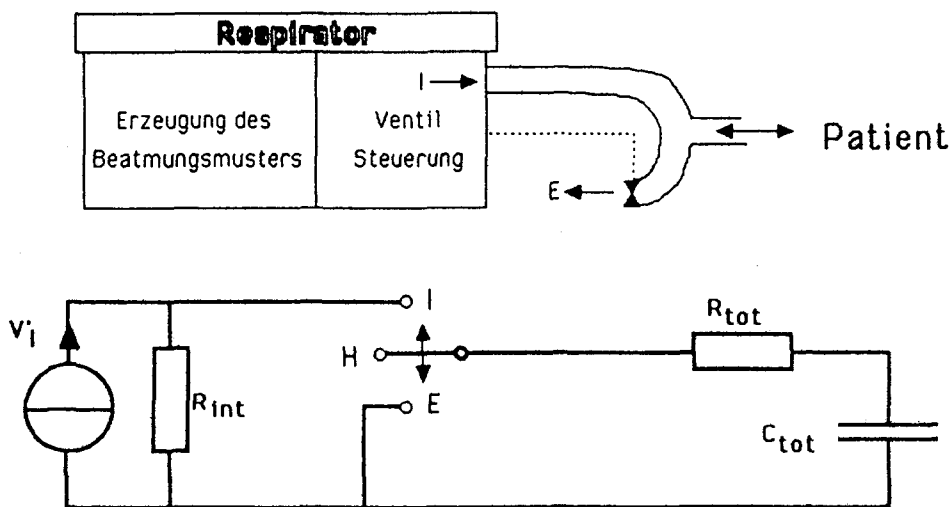 Respirator
Erzeugung des
Beatmungsmusters
Ventil
Steuerung
I
E
Patient
V̇I
Rint
I
H
E
Rtot
Ctot